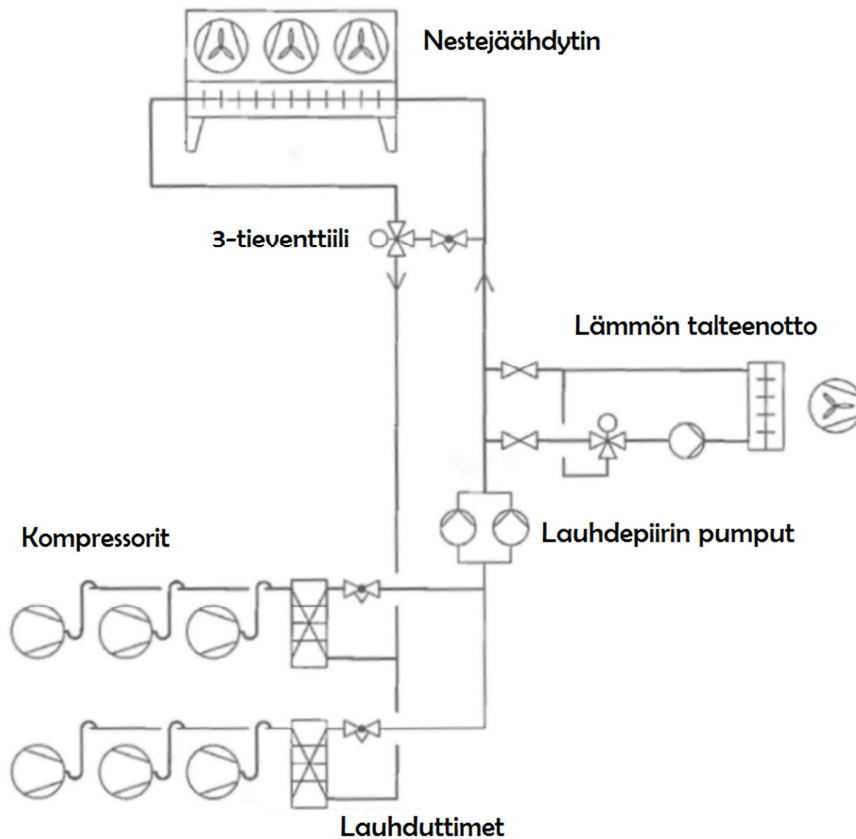 Nestejäähdytin
3-tieventtiili
Lämmön talteenotto
Lauhdepiirin pumput
Kompressorit
Lauhduttimet